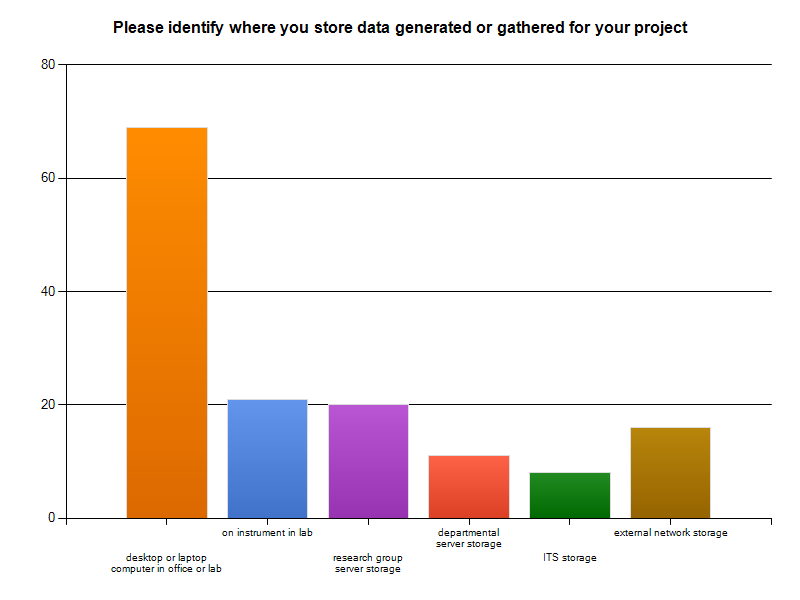 Please identify where you store data generated or gathered for your project
80
60
40
20
0
desktop or laptop
computer in office or lab
on instrument in lab
research group
server storage
departmental
server storage
ITS storage
external network storage